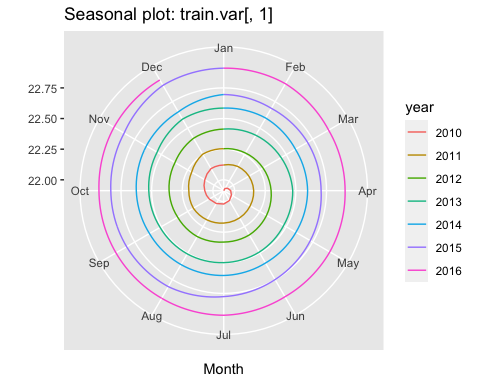 Seasonal plot: train.var[, 1]
Jan
Dec
Feb
22.75
Nov
Mar
22.50
22.25
22.00
Oct
Apr
Sep
May
Aug
Jun
Jul
Month
year
2010
2011
2012
2013
2014
2015
2016